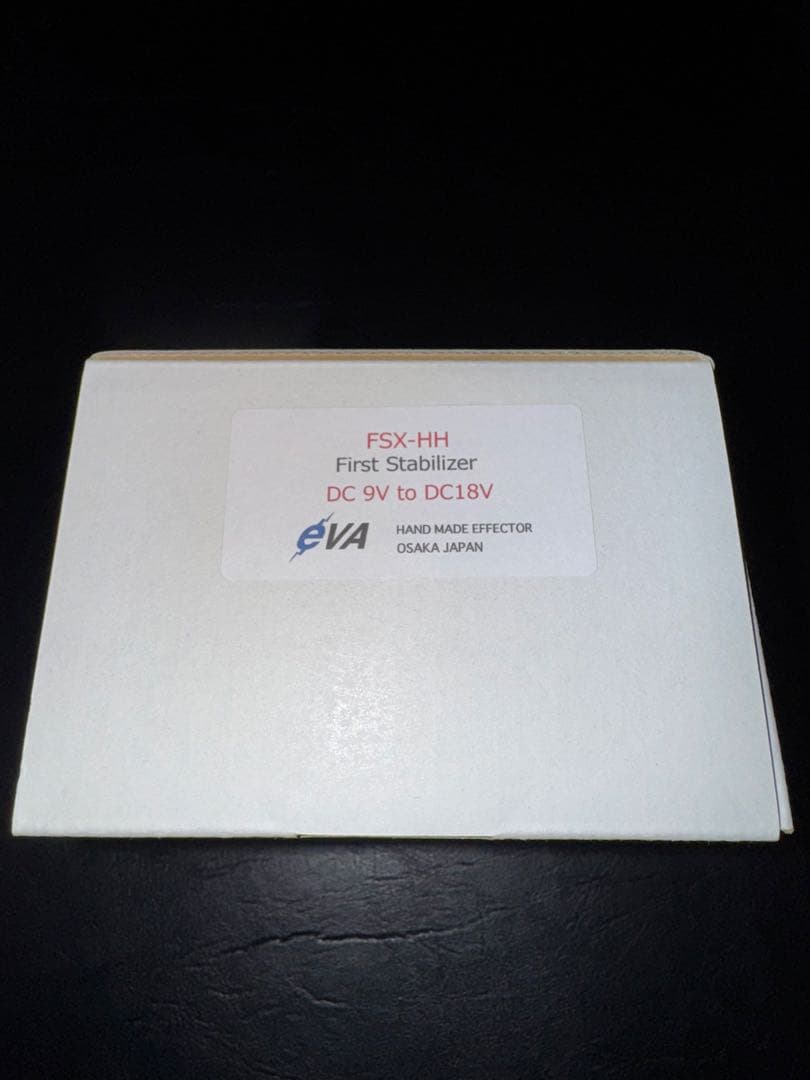 FSX-HH
First Stabilizer
DC 9V to DC18V
eVA
HAND MADE EFFECTOR
OSAKA JAPAN